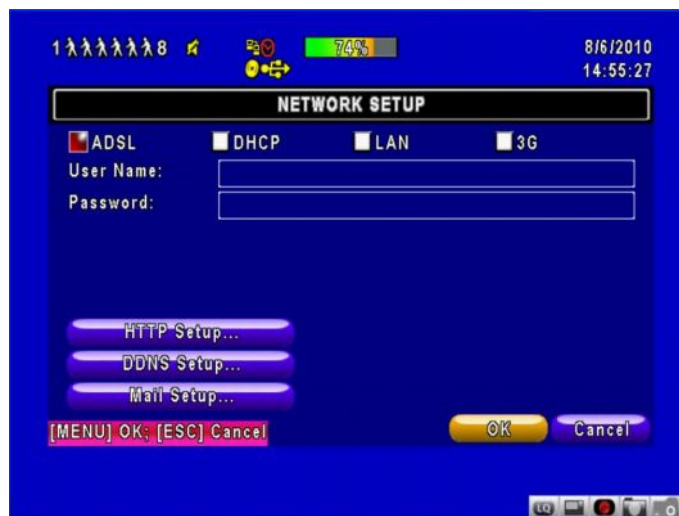 1 8 74% 8/6/2010
14:55:27
NETWORK SETUP
ADSL DHCP LAN 3G
User Name:
Password:
HTTP Setup...
DDNS Setup...
Mail Setup...
[MENU] OK; [ESC] Cancel OK Cancel
LQ